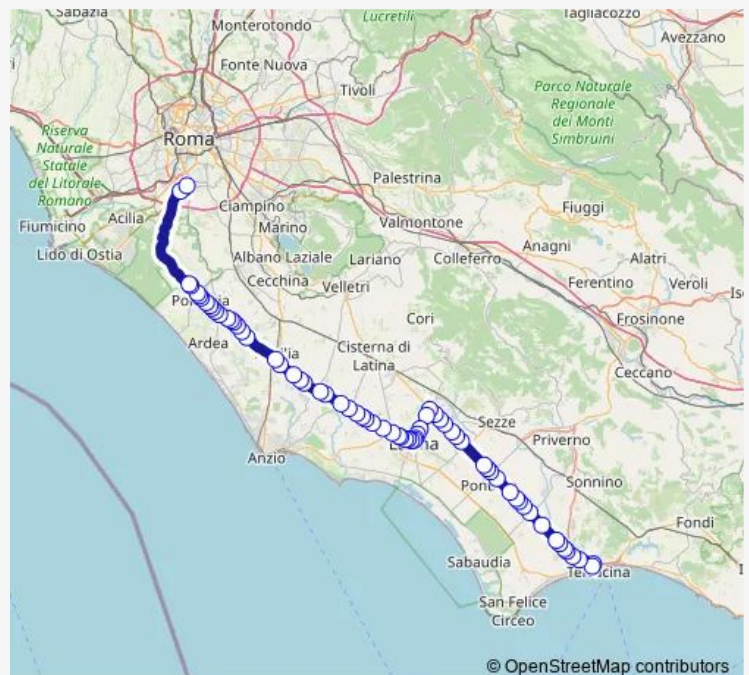 Sabazia
Monterotondo
Lucretili
Tagliacozzo
Avezzano
Fonte Nuova
Tivoli
Parco Naturale
Regionale
dei Monti
Simbruini
Riserva
Naturale
Statale
del Litorale
Romano
Roma
Palestrina
Fiuggi
Fiumicino
Acilia
Ciampino
Marino
Valmontone
Lido di Ostia
Albano Laziale
Lariano
Colleferro
Anagni
Alatri
Cecchina
Velletri
Ferentino
Veroli
Frosinone
Cori
Ardea
Cisterna di
Latina
Ceccano
Sezze
Priverno
Anzio
Pont
Sonnino
Fondi
Sabaudia
San Felice
Circeo
© OpenStreetMap contributors